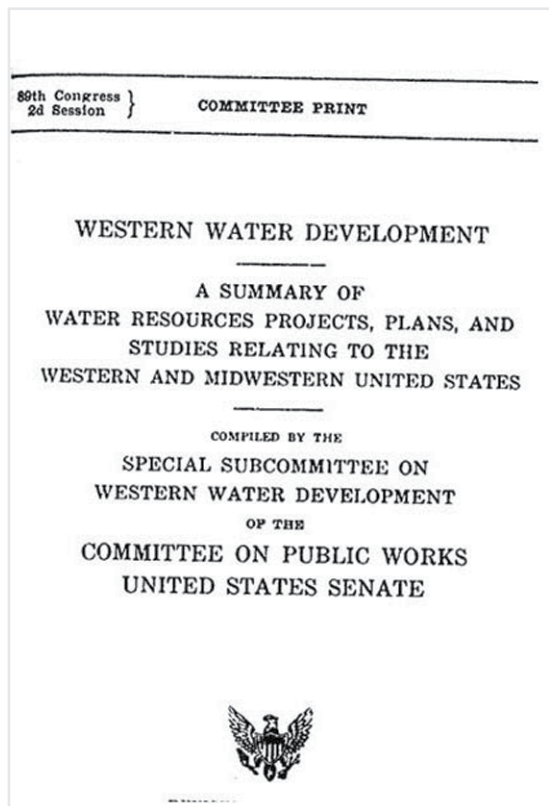 89th Congress
2d Session
COMMITTEE PRINT
WESTERN WATER DEVELOPMENT
A SUMMARY OF
WATER RESOURCES PROJECTS, PLANS, AND
STUDIES RELATING TO THE
WESTERN AND MIDWESTERN UNITED STATES
COMPILED BY THE
SPECIAL SUBCOMMITTEE ON
WESTERN WATER DEVELOPMENT
OF THE
COMMITTEE ON PUBLIC WORKS
UNITED STATES SENATE